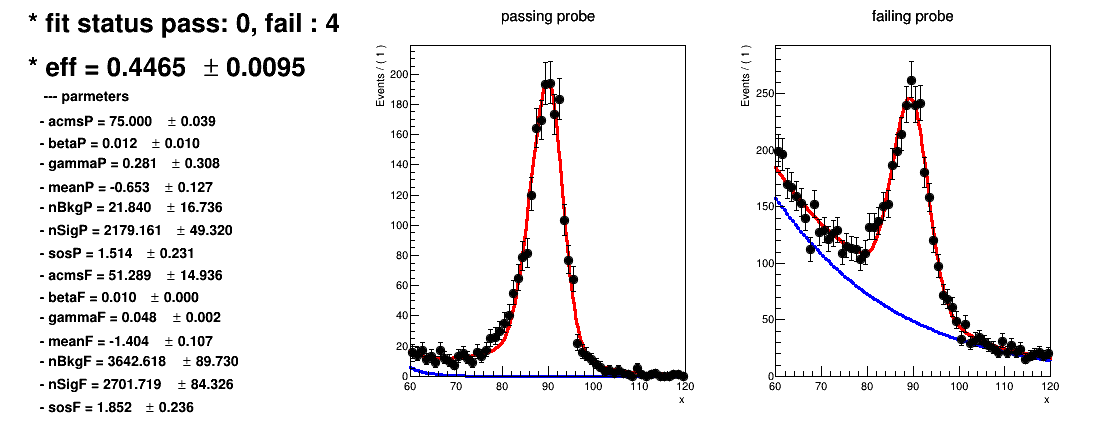 * fit status pass: 0, fail : 4
* eff = 0.4465 ± 0.0095
--- parmeters
- acmsP = 75.000 ± 0.039
- betaP = 0.012 ± 0.010
- gammaP = 0.281 ± 0.308
- meanP = -0.653 ± 0.127
- nBkgP = 21.840 ± 16.736
- nSigP = 2179.161 ± 49.320
- sosP = 1.514 ± 0.231
- acmsF = 51.289 ± 14.936
- betaF = 0.010 ± 0.000
- gammaF = 0.048 ± 0.002
- meanF = -1.404 ± 0.107
- nBkgF = 3642.618 ± 89.730
- nSigF = 2701.719 ± 84.326
- sosF = 1.852 ± 0.236
passing probe
Events / ( 1 )
200
180
160
140
120
100
80
60
40
20
0
60 70 80 90 100 110 120
x
failing probe
Events / ( 1 )
250
200
150
100
50
0
60 70 80 90 100 110 120
x